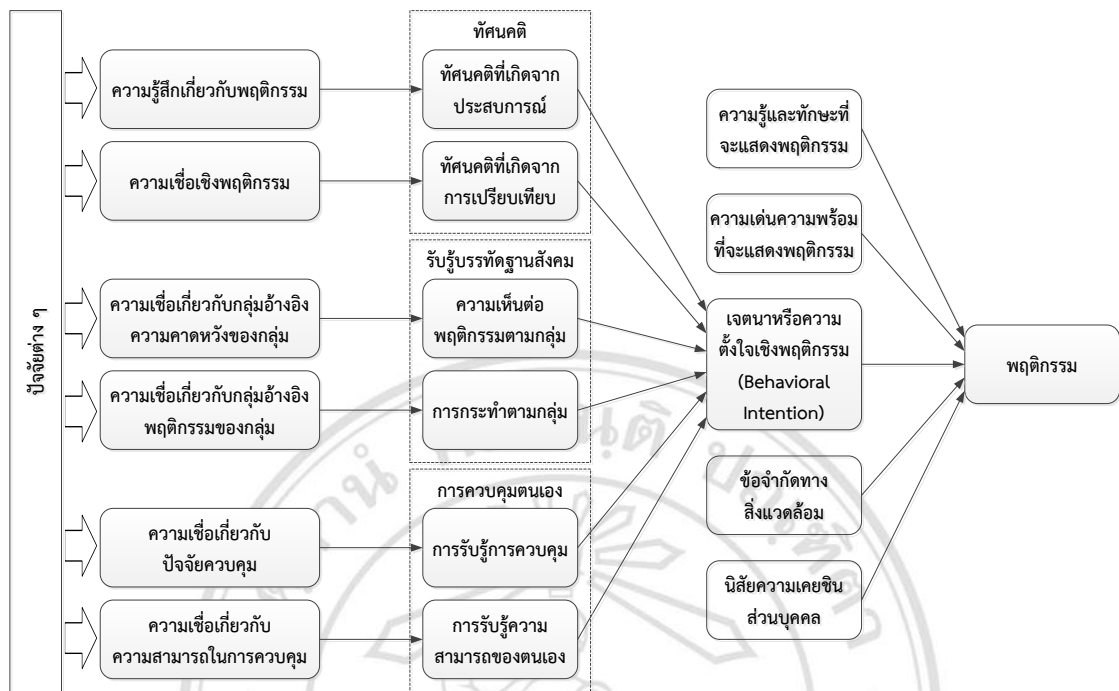 ปัจจัยต่าง ๆ
ความรู้สึกเกี่ยวกับพฤติกรรม
ความเชื่อเชิงพฤติกรรม
ความเชื่อเกี่ยวกับกลุ่มอ้างอิง
ความคาดหวังของกลุ่ม
ความเชื่อเกี่ยวกับกลุ่มอ้างอิง
พฤติกรรมของกลุ่ม
ความเชื่อเกี่ยวกับ
ปัจจัยควบคุม
ความเชื่อเกี่ยวกับ
ความสามารถในการควบคุม
ทัศนคติ
ทัศนคติที่เกิดจาก
ประสบการณ์
ทัศนคติที่เกิดจาก
การเปรียบเทียบ
รับรู้บรรทัดฐานสังคม
ความเห็นต่อ
พฤติกรรมตามกลุ่ม
การกระทำตามกลุ่ม
การควบคุมตนเอง
การรับรู้การควบคุม
การรับรู้ความ
สามารถของตนเอง
ความรู้และทักษะที่
จะแสดงพฤติกรรม
ความเด่นความพร้อม
ที่จะแสดงพฤติกรรม
เจตนาหรือความ
ตั้งใจเชิงพฤติกรรม
(Behavioral
Intention)
ข้อจำกัดทาง
สิ่งแวดล้อม
นิสัยความเคยชิน
ส่วนบุคคล
พฤติกรรม